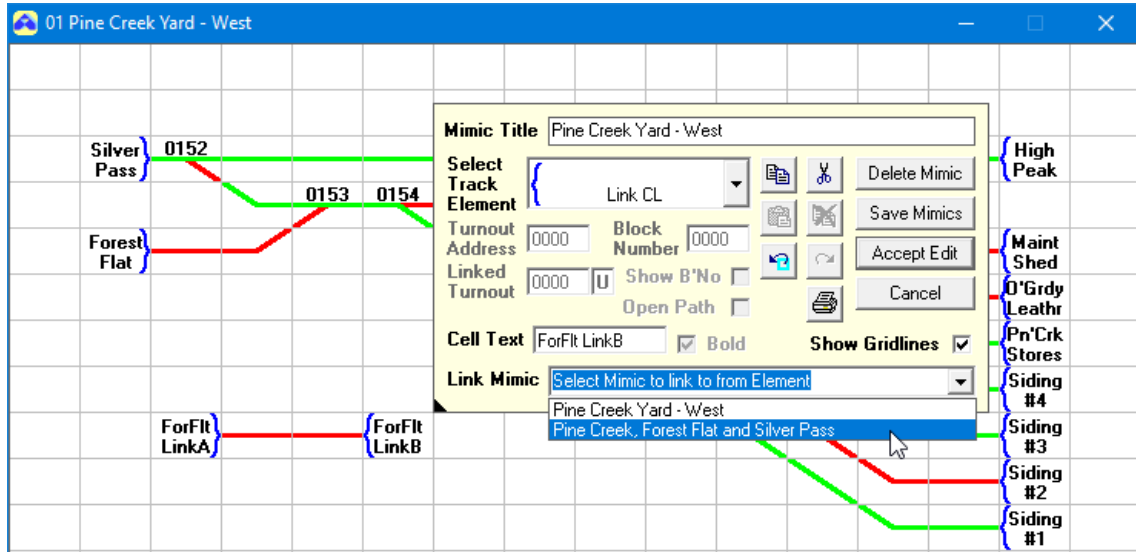 01 Pine Creek Yard - West
Silver
Pass
0152
0153
0154
Forest
Flat
ForFlt
LinkA
ForFlt
LinkB
Mimic Title
Pine Creek Yard - West
Select
Track
Element
Link CL
Delete Mimic
Turnout
Address
0000
Block
Number
0000
Save Mimics
Linked
Turnout
0000
U
Show B'No
Accept Edit
Open Path
Cancel
Cell Text
ForFlt LinkB
Bold
Show Gridlines
Link Mimic
Select Mimic to link to from Element
Pine Creek Yard - West
Pine Creek, Forest Flat and Silver Pass
High
Peak
Maint
Shed
O'Grdy
Leathr
Pn'Crk
Stores
Siding
#4
Siding
#3
Siding
#2
Siding
#1